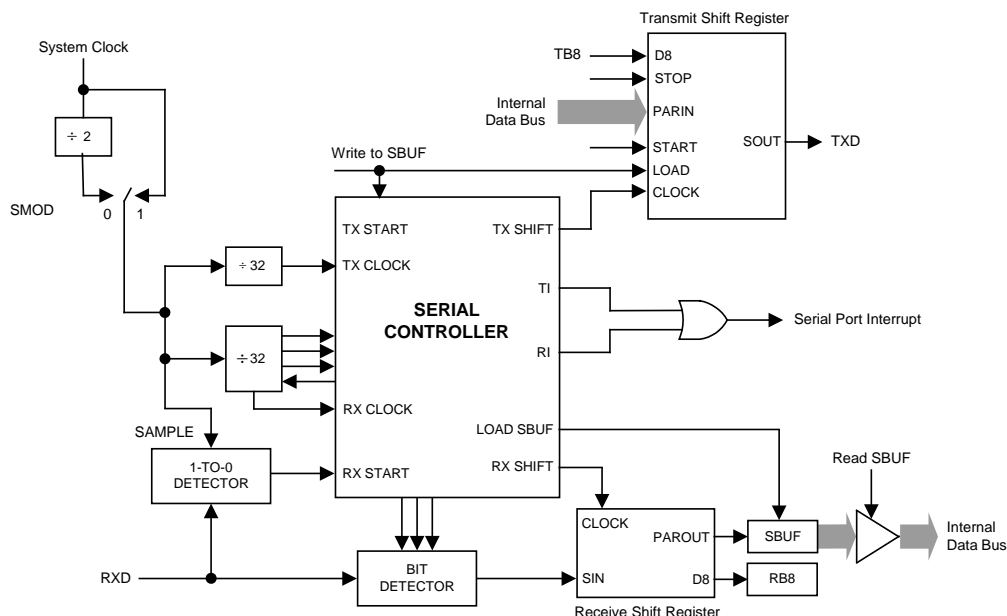 Transmit Shift Register
System Clock
TB8
D8
STOP
Internal
Data Bus
PARIN
÷ 2
START
SOUT
TXD
Write to SBUF
LOAD
CLOCK
SMOD
0
1
TX START
TX SHIFT
÷ 32
TX CLOCK
TI
SERIAL
CONTROLLER
Serial Port Interrupt
÷32
RI
RX CLOCK
SAMPLE
LOAD SBUF
1-TO-0
DETECTOR
RX START
RX SHIFT
Read SBUF
CLOCK
PAROUT
SBUF
Internal
Data Bus
RXD
BIT
DETECTOR
SIN
D8
RB8
Receive Shift Register